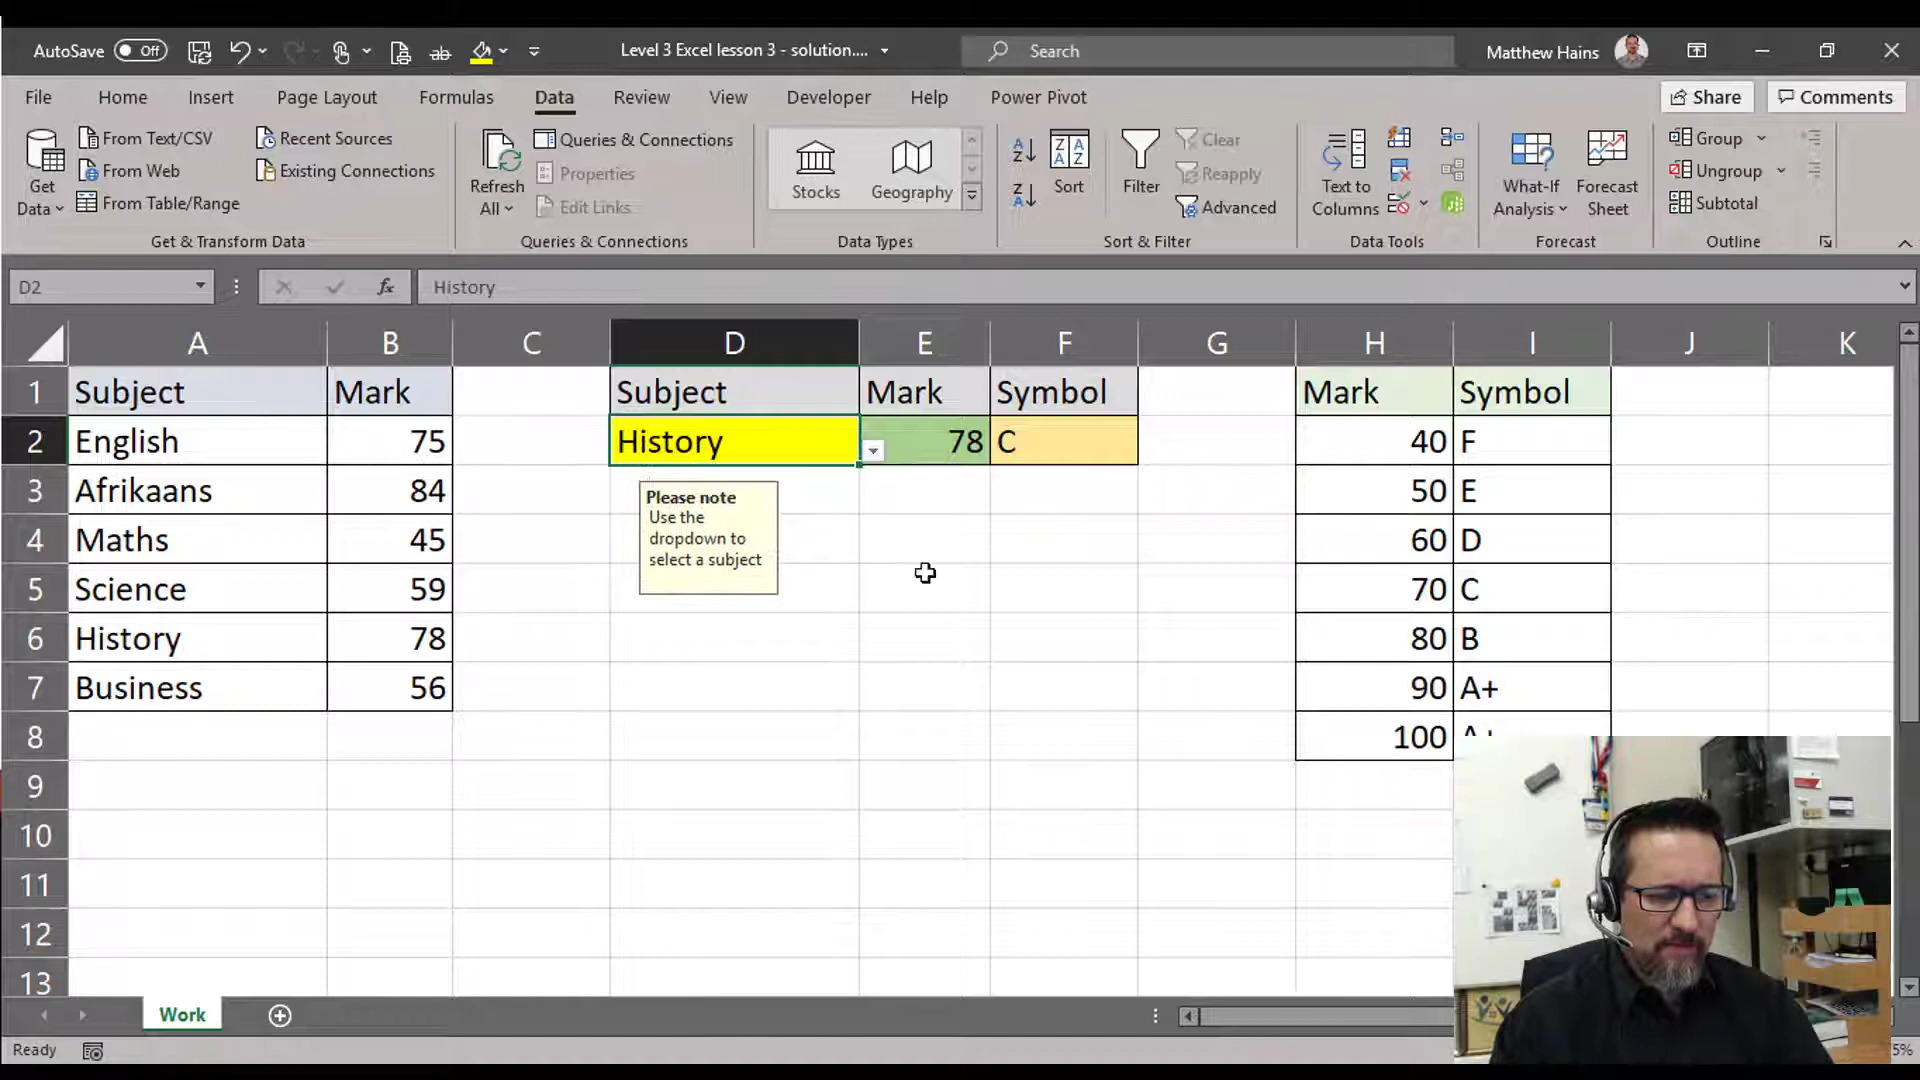 AutoSave Off Level 3 Excel lesson 3 - solution.... Search Matthew Hains
File Home Insert Page Layout Formulas Data Review View Developer Help Power Pivot Share Comments
Get Data
From Text/CSV
From Web
From Table/Range
Recent Sources
Existing Connections
Get & Transform Data
Refresh All
Queries & Connections
Properties
Edit Links
Queries & Connections
Stocks
Geography
Data Types
Sort
Filter
Clear
Reapply
Advanced
Sort & Filter
Text to Columns
Data Tools
What-If Analysis
Forecast Sheet
Forecast
Group
Ungroup
Subtotal
Outline
D2 fx History
A B C D E F G H I J K
1 Subject Mark Subject Mark Symbol Mark Symbol
2 English 75 History 78 C 40 F
3 Afrikaans 84 50 E
4 Maths 45 60 D
5 Science 59 70 C
6 History 78 80 B
7 Business 56 90 A+
8 100
9
10
11
12
13
Please note
Use the
dropdown to
select a subject
Work
Ready
5%